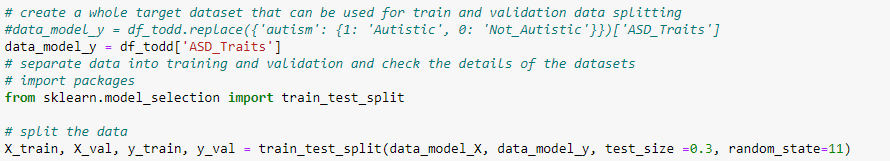 # create a whole target dataset that can be used for train and validation data splitting
#data_model_y = df_todd.replace({'autism': {1: 'Autistic', 0: 'Not_Autistic'}})['ASD_Traits']
data_model_y = df_todd['ASD_Traits']
# separate data into training and validation and check the details of the datasets
# import packages
from sklearn.model_selection import train_test_split

# split the data
X_train, X_val, y_train, y_val = train_test_split(data_model_X, data_model_y, test_size =0.3, random_state=11)